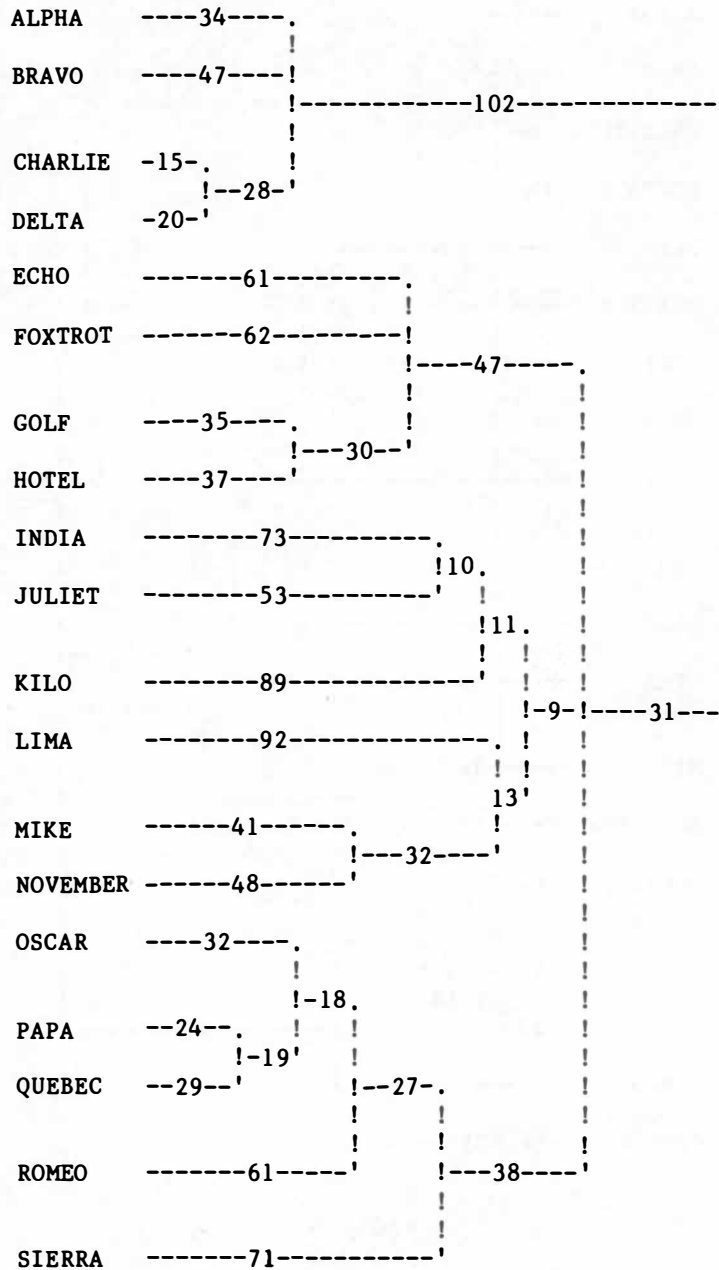 ALPHA ----34----.
!
BRAVO ----47----!
!------------102--------------
!
CHARLIE -15-. !
!--28-'
DELTA -20-'
ECHO -------61--------.
!
FOXTROT -------62--------!
!----47-----.
! !
GOLF ----35----. ! !
!---30--' !
HOTEL ----37----' !
INDIA --------73----------. !
!10. !
JULIET --------53----------' ! !
!11. !
! ! !
KILO --------89-------------' ! !
!-9-!----31---
LIMA --------92--------------. ! !
! ! !
13' !
MIKE ------41------. ! !
!---32----' !
NOVEMBER ------48------' !
OSCAR ----32----. !
! !
!-18. !
PAPA --24--. ! ! !
!-19' ! !
QUEBEC --29--' !--27-. !
! ! !
! ! !
ROMEO -------61-----' !---38----'
!
!
SIERRA -------71-----------'